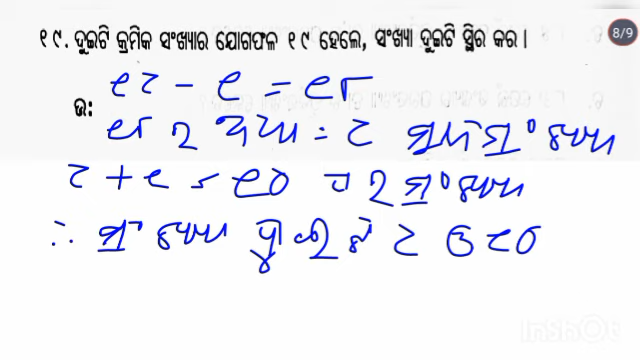 ୧୯. ଦୁଇଟି କ୍ରମିକ ସଂଖ୍ୟାର ଯୋଗଫଳ ୧୯ ହେଲେ, ସଂଖ୍ୟା ଦୁଇଟି ସ୍ଥିର କର।
8/9
ଉ: ୧୯ - ୧ = ୧୮
୧୮ ର ଅଧା = ୯ ପ୍ରଥମ ସଂଖ୍ୟା
୯ + ୧ = ୧୦ ପର ସଂଖ୍ୟା
∴ ସଂଖ୍ୟା ଦୁଇଟି ୯ ଓ ୧୦
InShOt